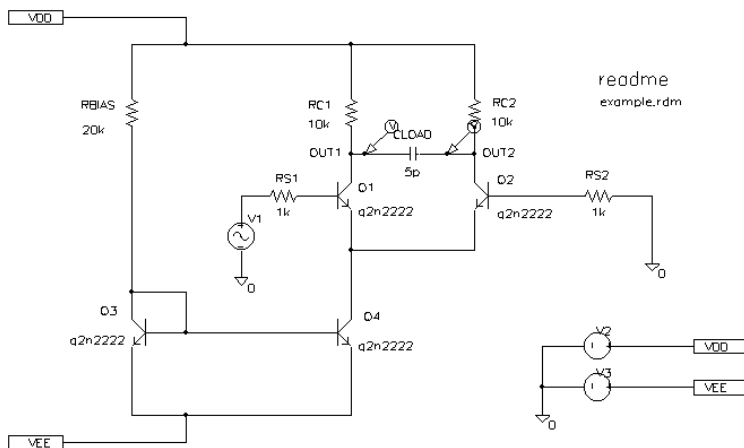 VDD
readme
example.rdm
RBIAS
20k
RC1
10k
RC2
10k
V
V
CLOAD
5p
OUT1
OUT2
RS1
1k
Q1
q2n2222
Q2
q2n2222
RS2
1k
V1
0
0
Q3
q2n2222
Q4
q2n2222
V2
VDD
V3
VEE
0
VEE